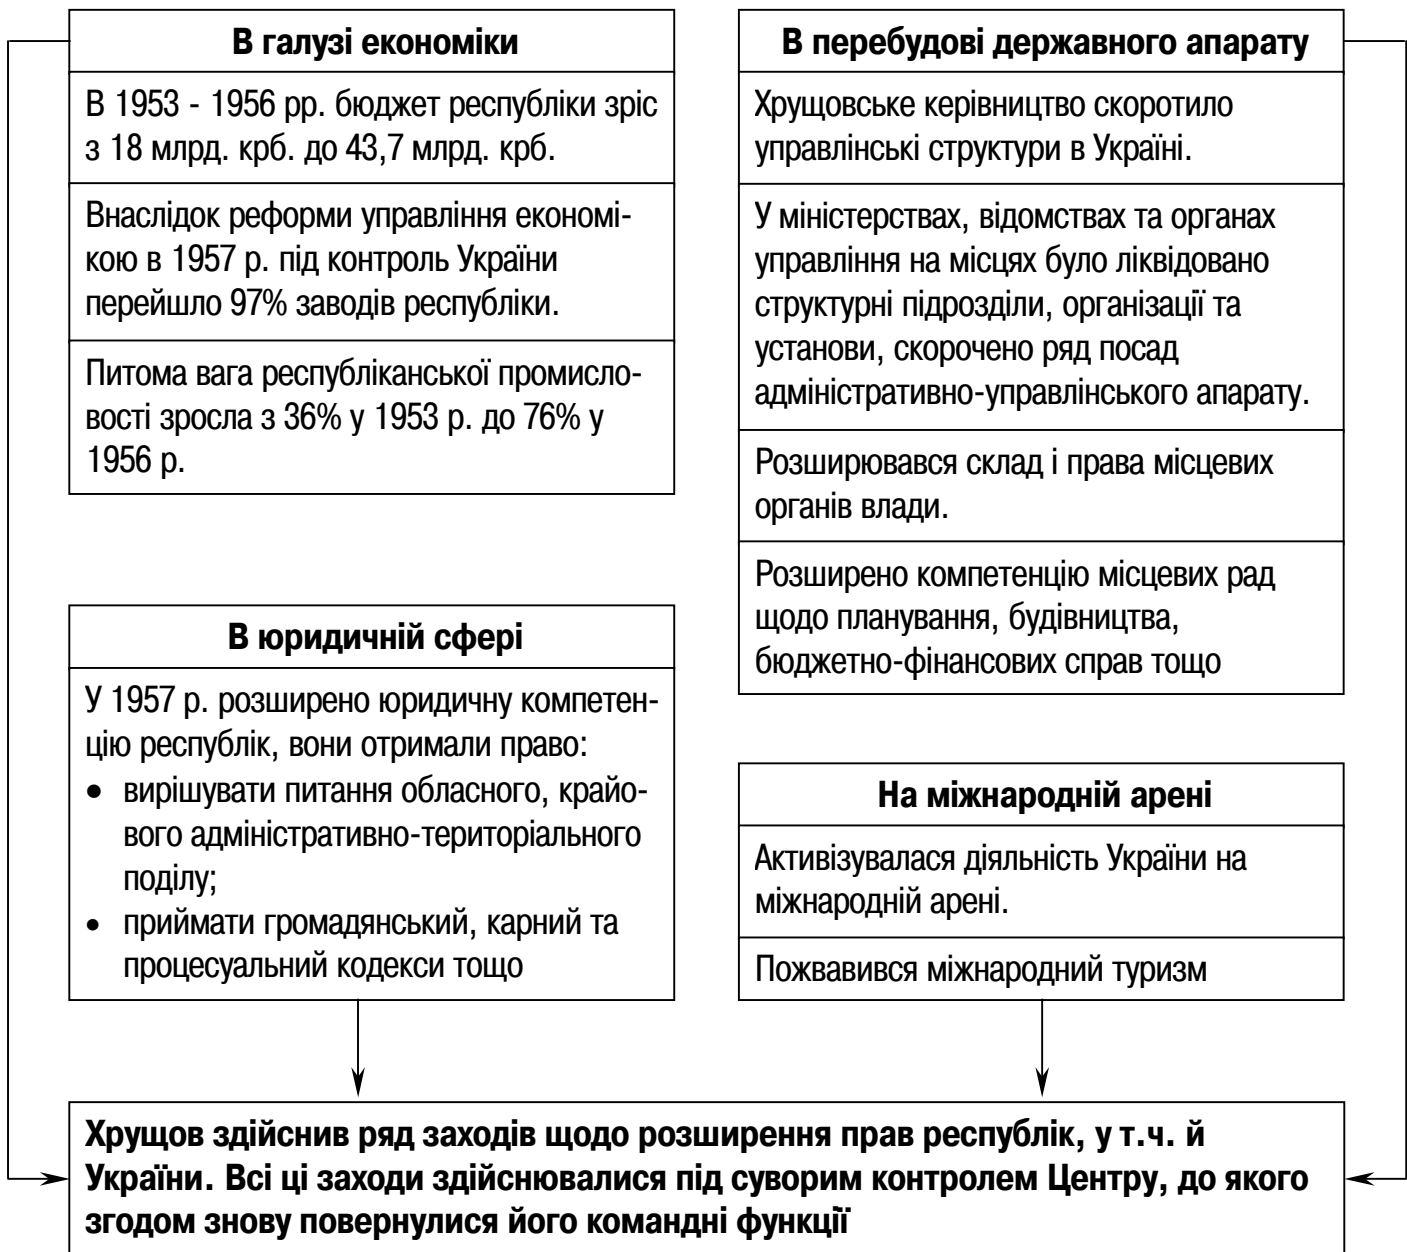 В галузі економіки
В 1953 - 1956 рр. бюджет республіки зріс
з 18 млрд. крб. до 43,7 млрд. крб.
Внаслідок реформи управління економі-
кою в 1957 р. під контроль України
перейшло 97% заводів республіки.
Питома вага республіканської промисло-
вості зросла з 36% у 1953 р. до 76% у
1956 р.
В перебудові державного апарату
Хрущовське керівництво скоротило
управлінські структури в Україні.
У міністерствах, відомствах та органах
управління на місцях було ліквідовано
структурні підрозділи, організації та
установи, скорочено ряд посад
адміністративно-управлінського апарату.
Розширювався склад і права місцевих
органів влади.
Розширено компетенцію місцевих рад
щодо планування, будівництва,
бюджетно-фінансових справ тощо
В юридичній сфері
У 1957 р. розширено юридичну компетен-
цію республік, вони отримали право:
• вирішувати питання обласного, крайо-
вого адміністративно-територіального
поділу;
• приймати громадянський, карний та
процесуальний кодекси тощо
На міжнародній арені
Активізувалася діяльність України на
міжнародній арені.
Пожвавився міжнародний туризм
Хрущов здійснив ряд заходів щодо розширення прав республік, у т.ч. й
України. Всі ці заходи здійснювалися під суворим контролем Центру, до якого
згодом знову повернулися його командні функції